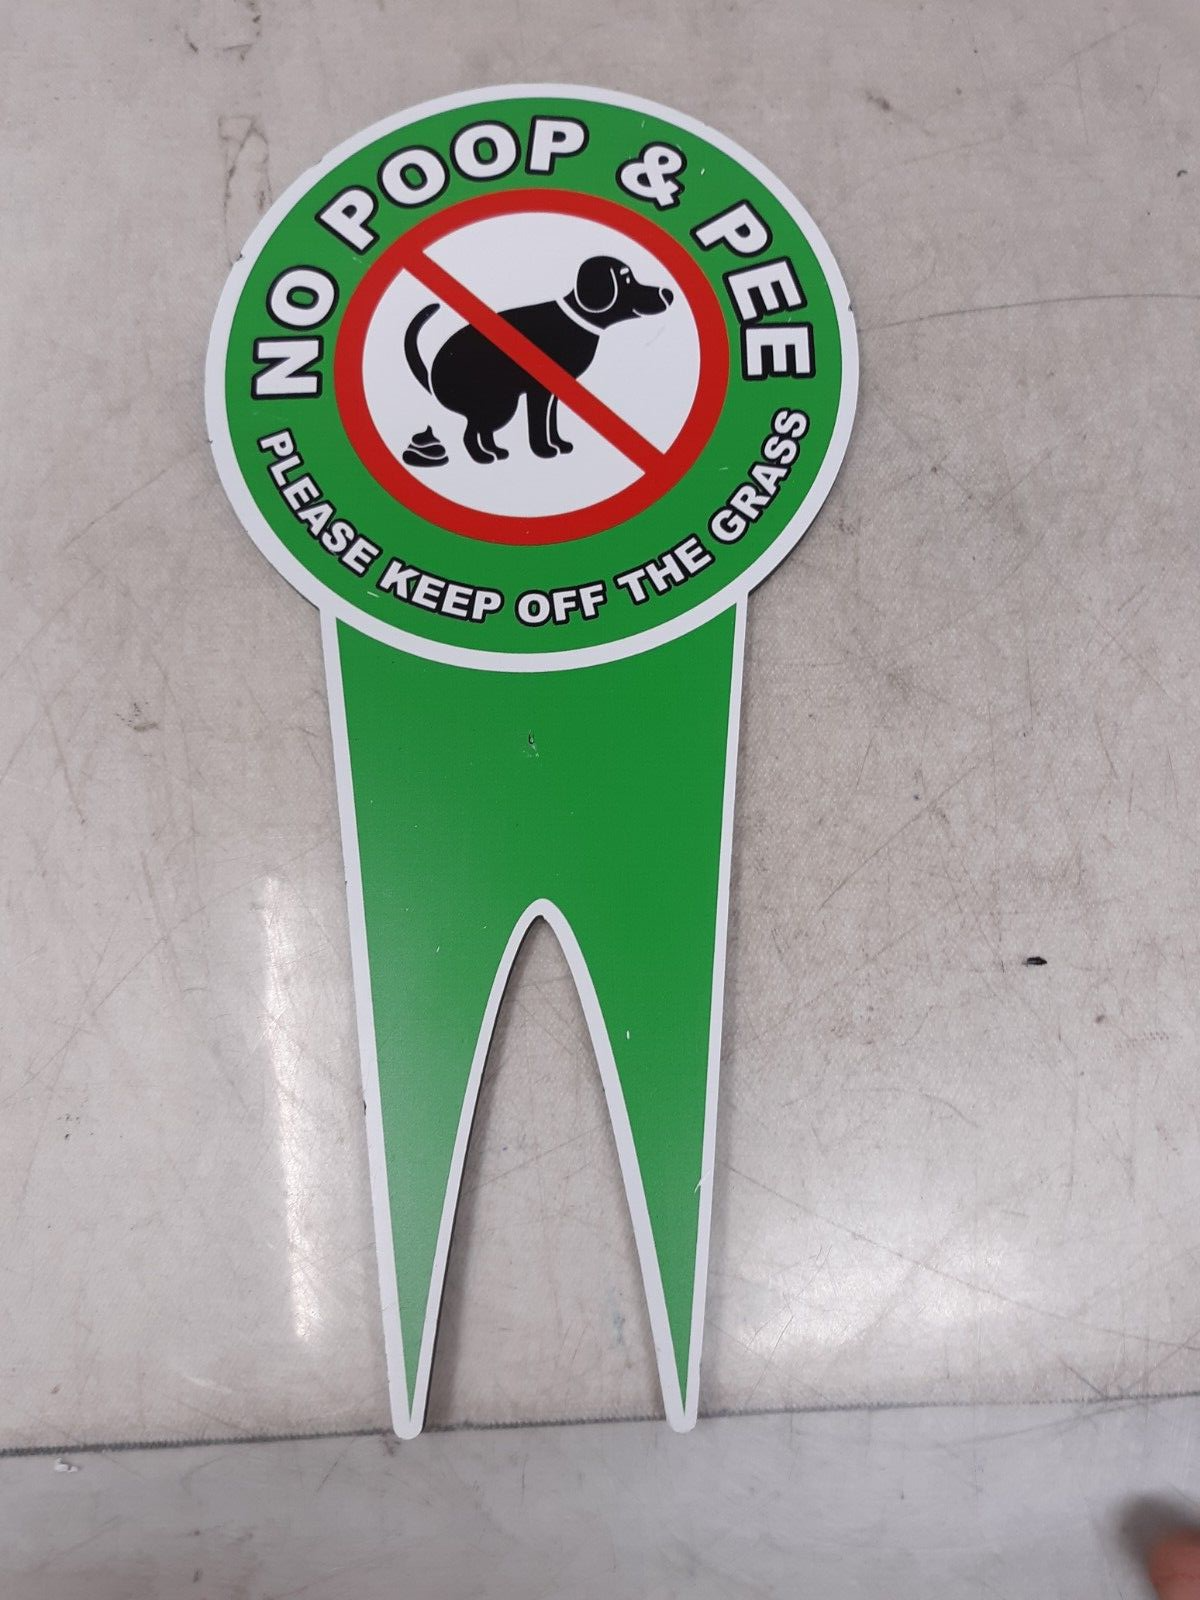 NO POOP & PEE
PLEASE KEEP OFF THE GRASS